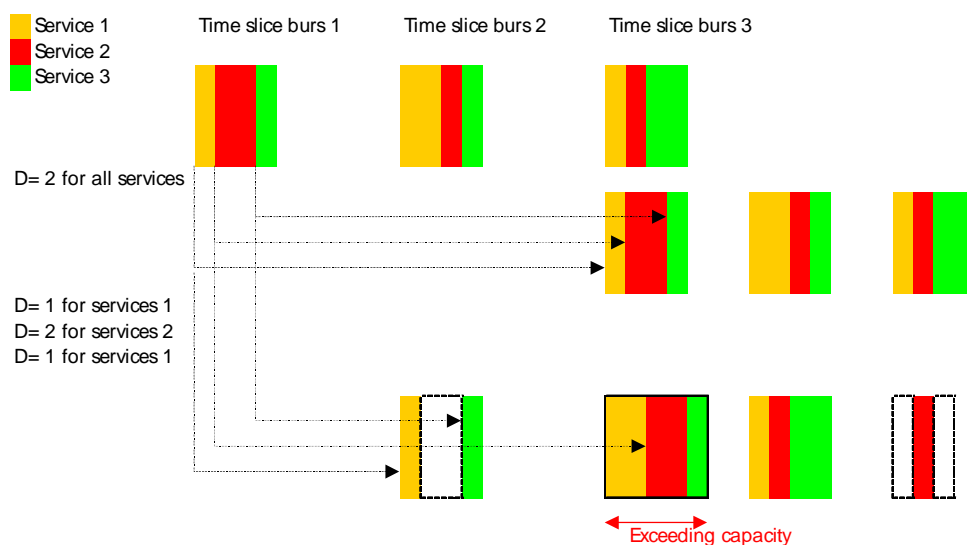 Service 1
Service 2
Service 3
Time slice burs 1
Time slice burs 2
Time slice burs 3
D= 2 for all services
D= 1 for services 1
D= 2 for services 2
D= 1 for services 1
Exceeding capacity